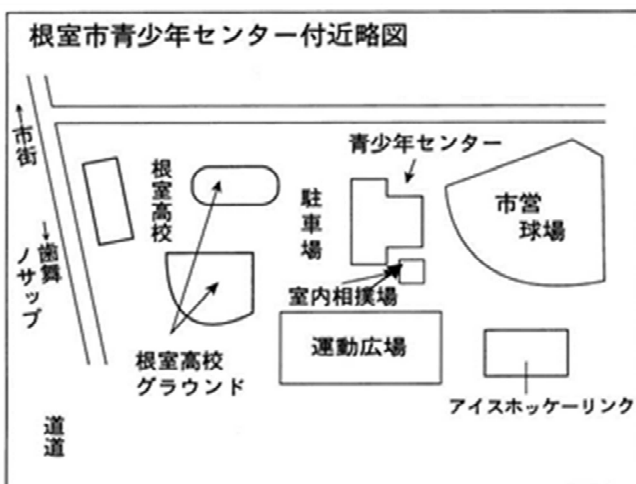 根室市青少年センター付近略図
←市街
←歯舞
ノサップ
根室高校
駐車場
青少年センター
市営
球場
室内相撲場
運動広場
根室高校
グラウンド
アイスホッケーリンク
道道